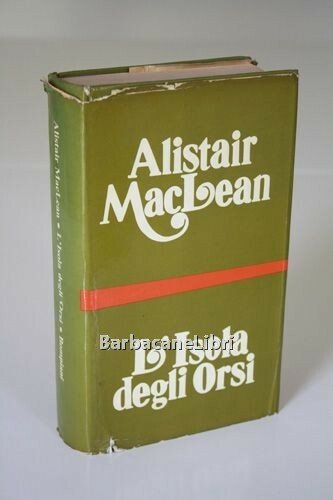 Alistair
MacLean
BarbacaneLibri
L'Isola
degli Orsi
Alistair MacLean • L'Isola degli Orsi • Bompiani